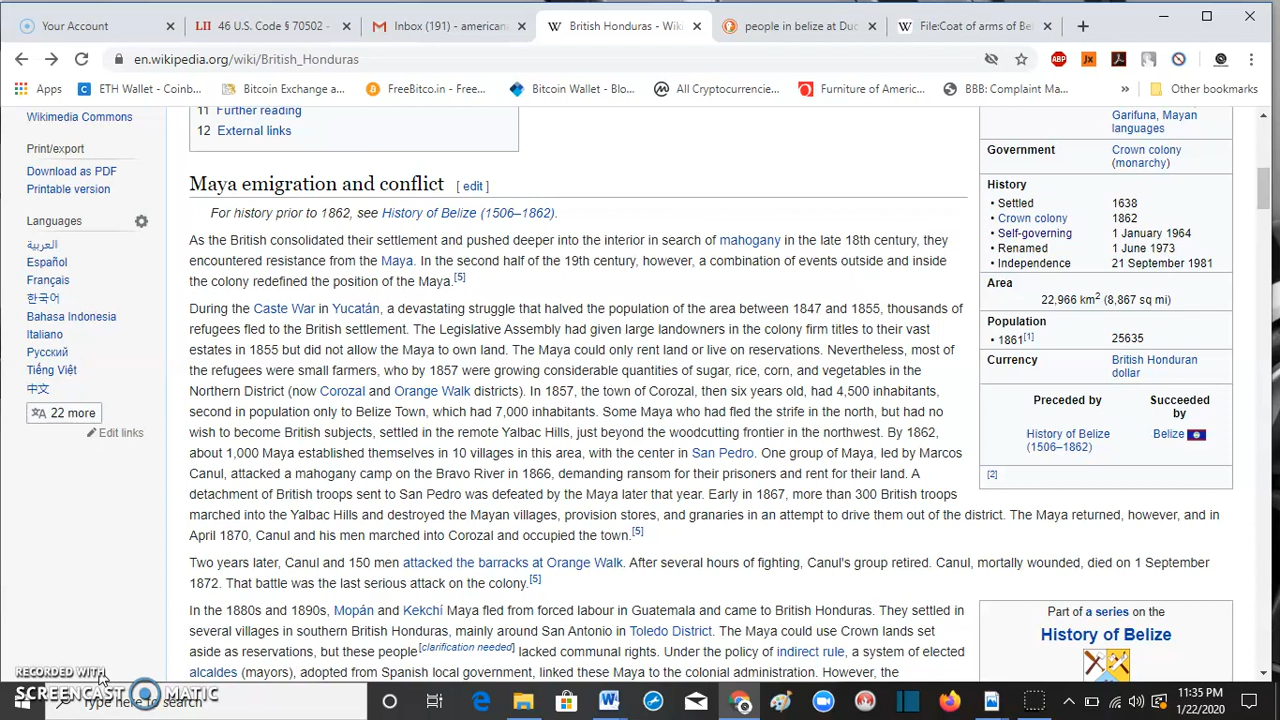 Your Account
46 U.S. Code § 70502 -
Inbox (191) - american
British Honduras - Wiki
people in belize at Duc
File:Coat of arms of Be
en.wikipedia.org/wiki/British_Honduras
Apps
ETH Wallet - Coinb...
Bitcoin Exchange a...
FreeBitco.in - Free...
Bitcoin Wallet - Blo...
All Cryptocurrencie...
Furniture of Americ...
BBB: Complaint Ma...
»
Other bookmarks
Wikimedia Commons
Print/export
Download as PDF
Printable version
Languages
العربية
Español
Français
한국어
Bahasa Indonesia
Italiano
Русский
Tiếng Việt
中文
22 more
Edit links
11 Further reading
12 External links
Maya emigration and conflict [ edit ]
For history prior to 1862, see History of Belize (1506–1862).
As the British consolidated their settlement and pushed deeper into the interior in search of mahogany in the late 18th century, they
encountered resistance from the Maya. In the second half of the 19th century, however, a combination of events outside and inside
the colony redefined the position of the Maya.[5]
During the Caste War in Yucatán, a devastating struggle that halved the population of the area between 1847 and 1855, thousands of
refugees fled to the British settlement. The Legislative Assembly had given large landowners in the colony firm titles to their vast
estates in 1855 but did not allow the Maya to own land. The Maya could only rent land or live on reservations. Nevertheless, most of
the refugees were small farmers, who by 1857 were growing considerable quantities of sugar, rice, corn, and vegetables in the
Northern District (now Corozal and Orange Walk districts). In 1857, the town of Corozal, then six years old, had 4,500 inhabitants,
second in population only to Belize Town, which had 7,000 inhabitants. Some Maya who had fled the strife in the north, but had no
wish to become British subjects, settled in the remote Yalbac Hills, just beyond the woodcutting frontier in the northwest. By 1862,
about 1,000 Maya established themselves in 10 villages in this area, with the center in San Pedro. One group of Maya, led by Marcos
Canul, attacked a mahogany camp on the Bravo River in 1866, demanding ransom for their prisoners and rent for their land. A
detachment of British troops sent to San Pedro was defeated by the Maya later that year. Early in 1867, more than 300 British troops
marched into the Yalbac Hills and destroyed the Mayan villages, provision stores, and granaries in an attempt to drive them out of the district. The Maya returned, however, and in
April 1870, Canul and his men marched into Corozal and occupied the town.[5]
Two years later, Canul and 150 men attacked the barracks at Orange Walk. After several hours of fighting, Canul's group retired. Canul, mortally wounded, died on 1 September
1872. That battle was the last serious attack on the colony.[5]
In the 1880s and 1890s, Mopán and Kekchí Maya fled from forced labour in Guatemala and came to British Honduras. They settled in
several villages in southern British Honduras, mainly around San Antonio in Toledo District. The Maya could use Crown lands set
aside as reservations, but these people[clarification needed] lacked communal rights. Under the policy of indirect rule, a system of elected
alcaldes (mayors), adopted from Spanish local government, linked these Maya to the colonial administration. However, the
Garifuna, Mayan
languages
Government Crown colony
(monarchy)
History
• Settled 1638
• Crown colony 1862
• Self-governing 1 January 1964
• Renamed 1 June 1973
• Independence 21 September 1981
Area
22,966 km2 (8,867 sq mi)
Population
• 1861[1] 25635
Currency British Honduran
dollar
Preceded by Succeeded
by
History of Belize Belize
(1506–1862)
[2]
Part of a series on the
History of Belize
RECORDED WITH
SCREENCAST MATIC
Type here to search
11:35 PM
1/22/2020